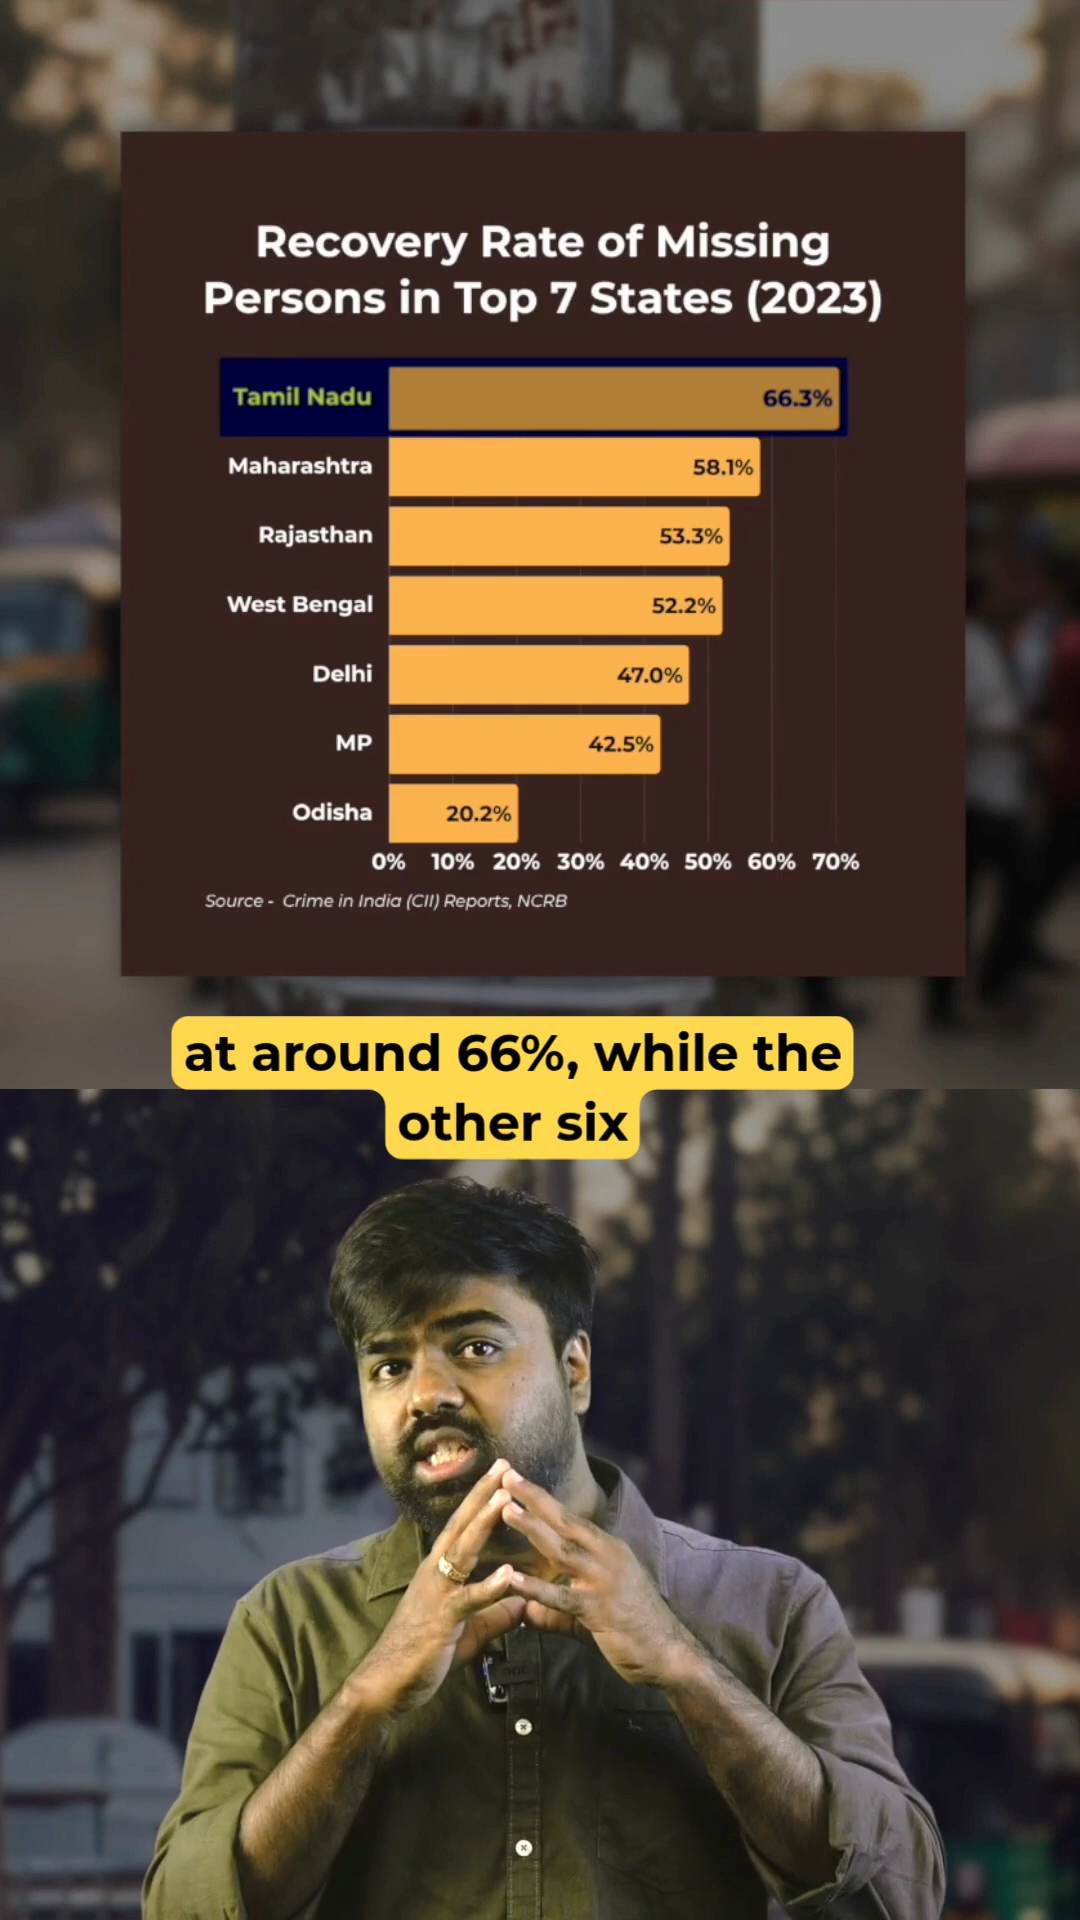 Recovery Rate of Missing
Persons in Top 7 States (2023)
Tamil Nadu 66.3%
Maharashtra 58.1%
Rajasthan 53.3%
West Bengal 52.2%
Delhi 47.0%
MP 42.5%
Odisha 20.2%
0% 10% 20% 30% 40% 50% 60% 70%
Source - Crime in India (CII) Reports, NCRB
at around 66%, while the
other six